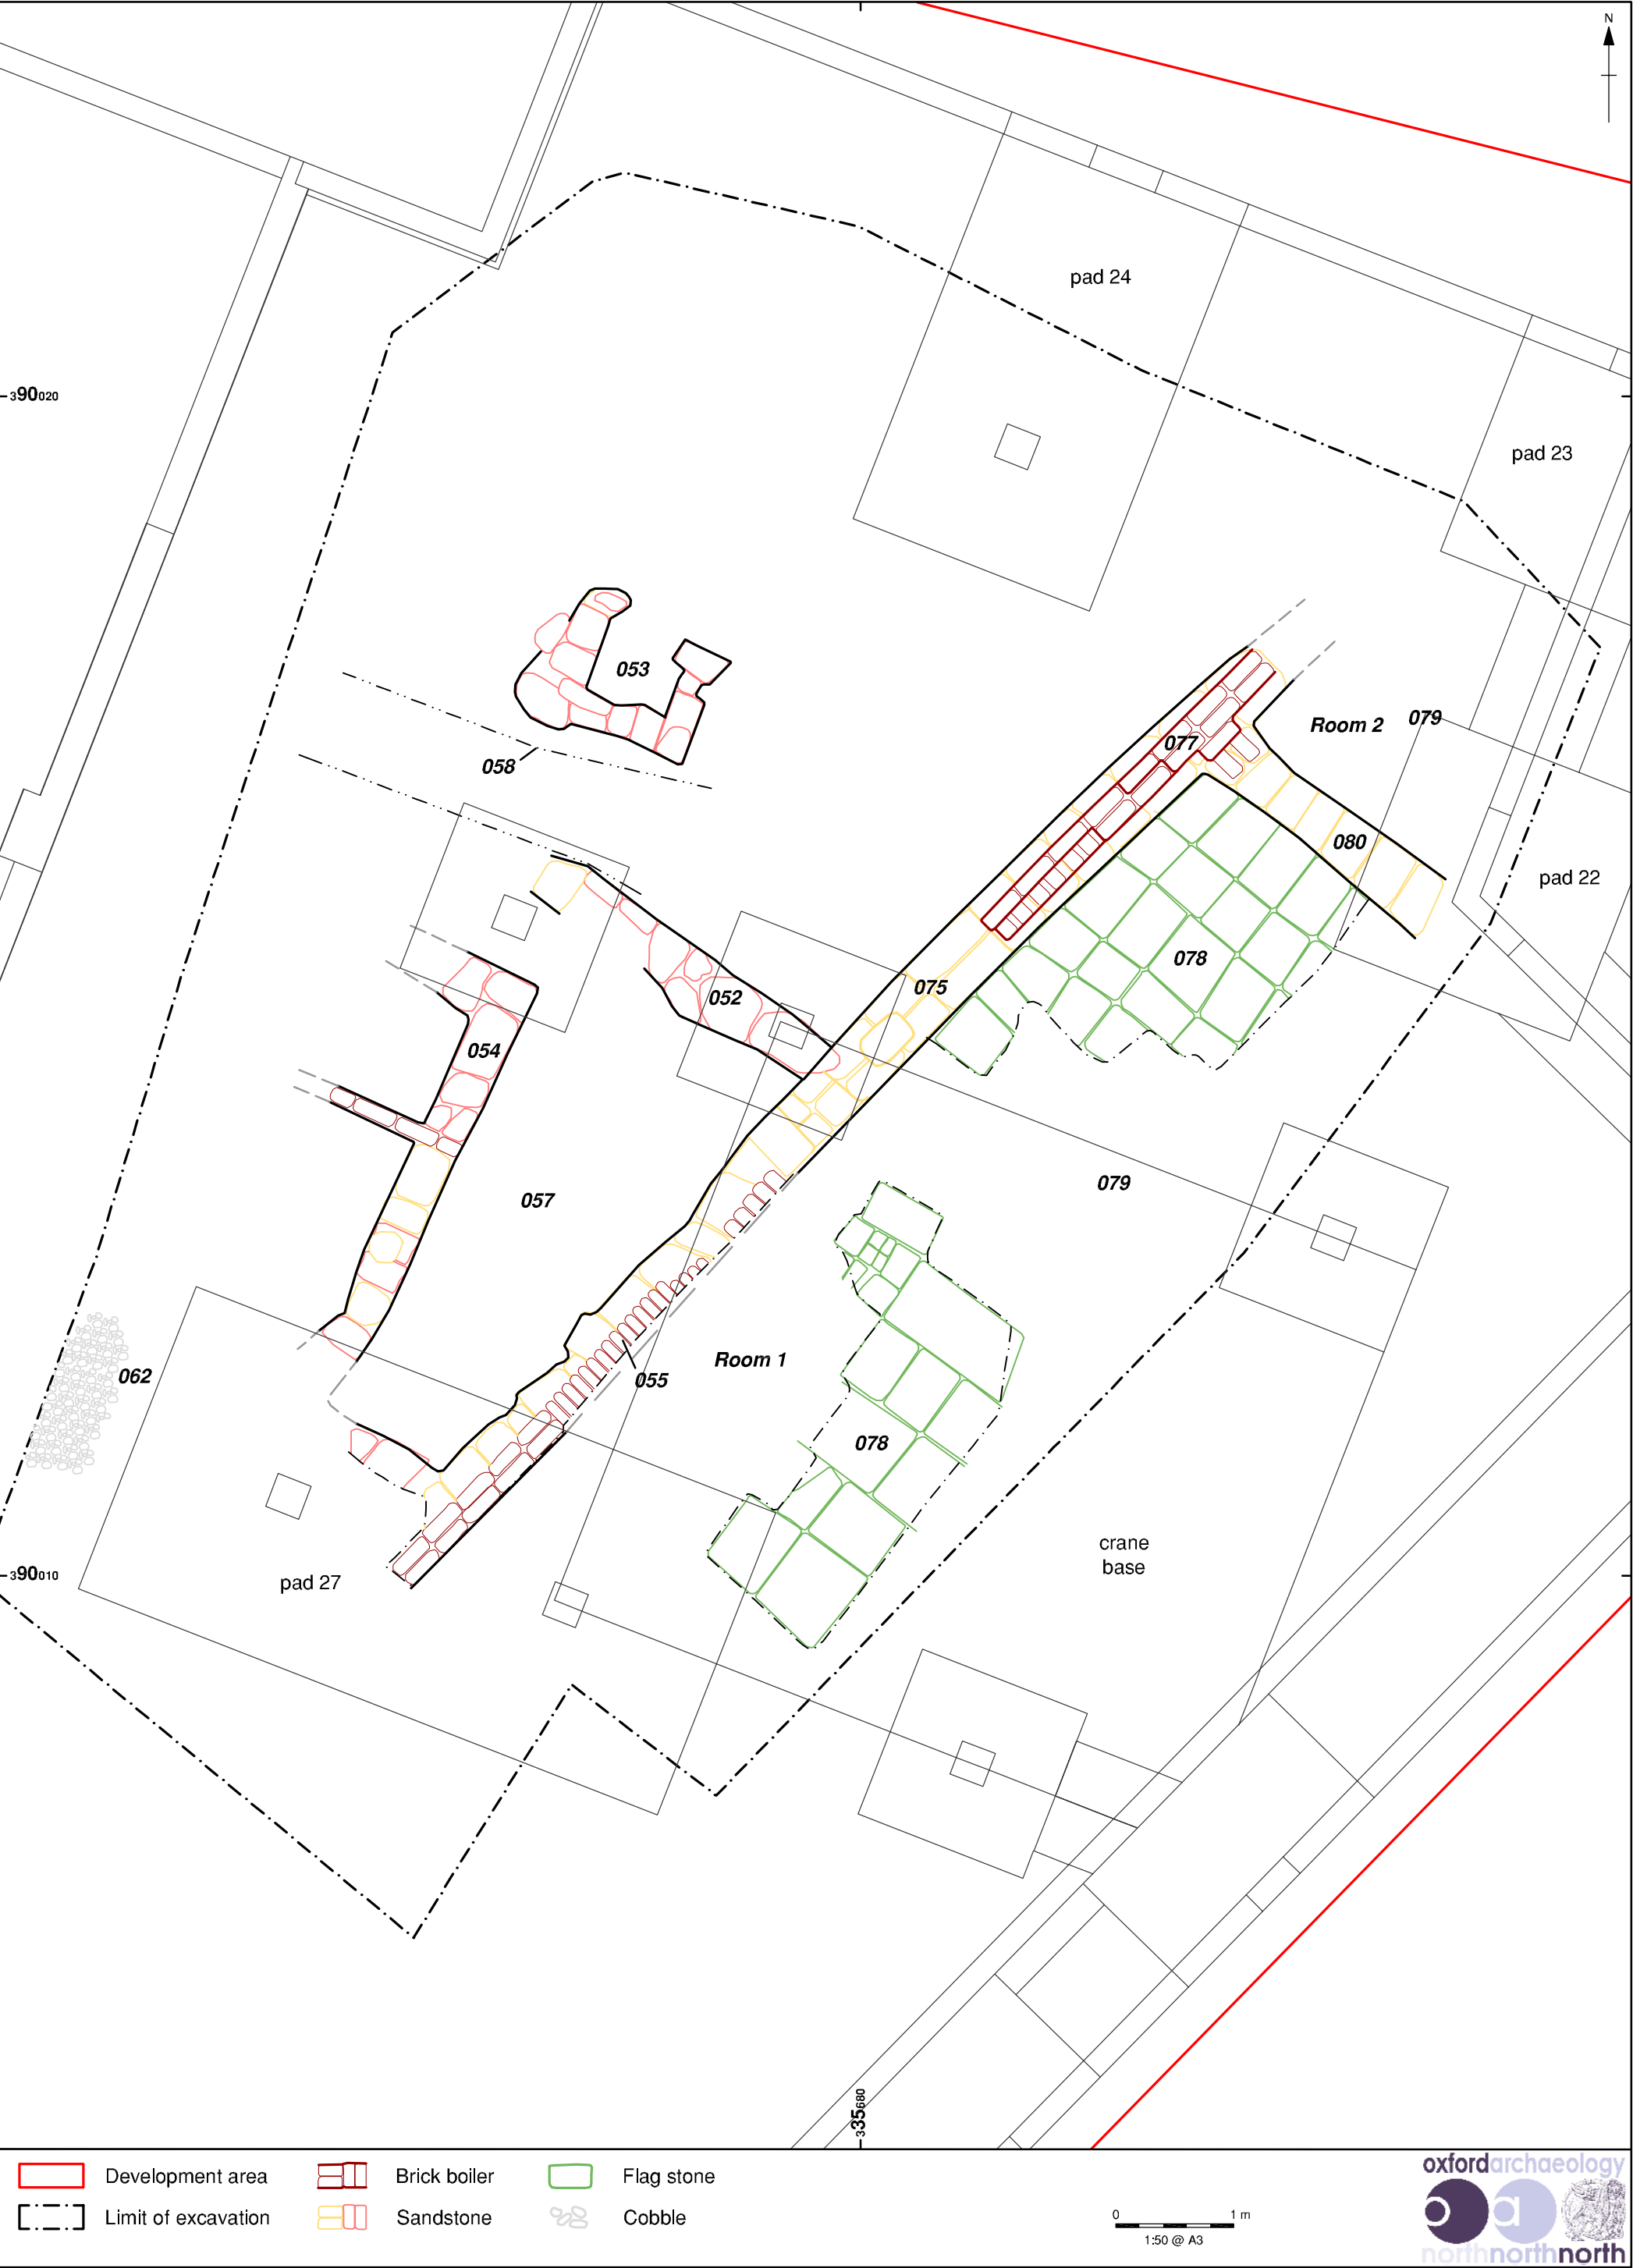 N
pad 24
390020
pad 23
053
Room 2
079
077
058
080
pad 22
078
075
052
054
079
057
Room 1
062
055
078
crane
base
pad 27
390010
335680
Development area
Brick boiler
Flag stone
Limit of excavation
Sandstone
Cobble
0 1 m
1:50 @ A3
oxfordarchaeology
oa
northnorthnorth